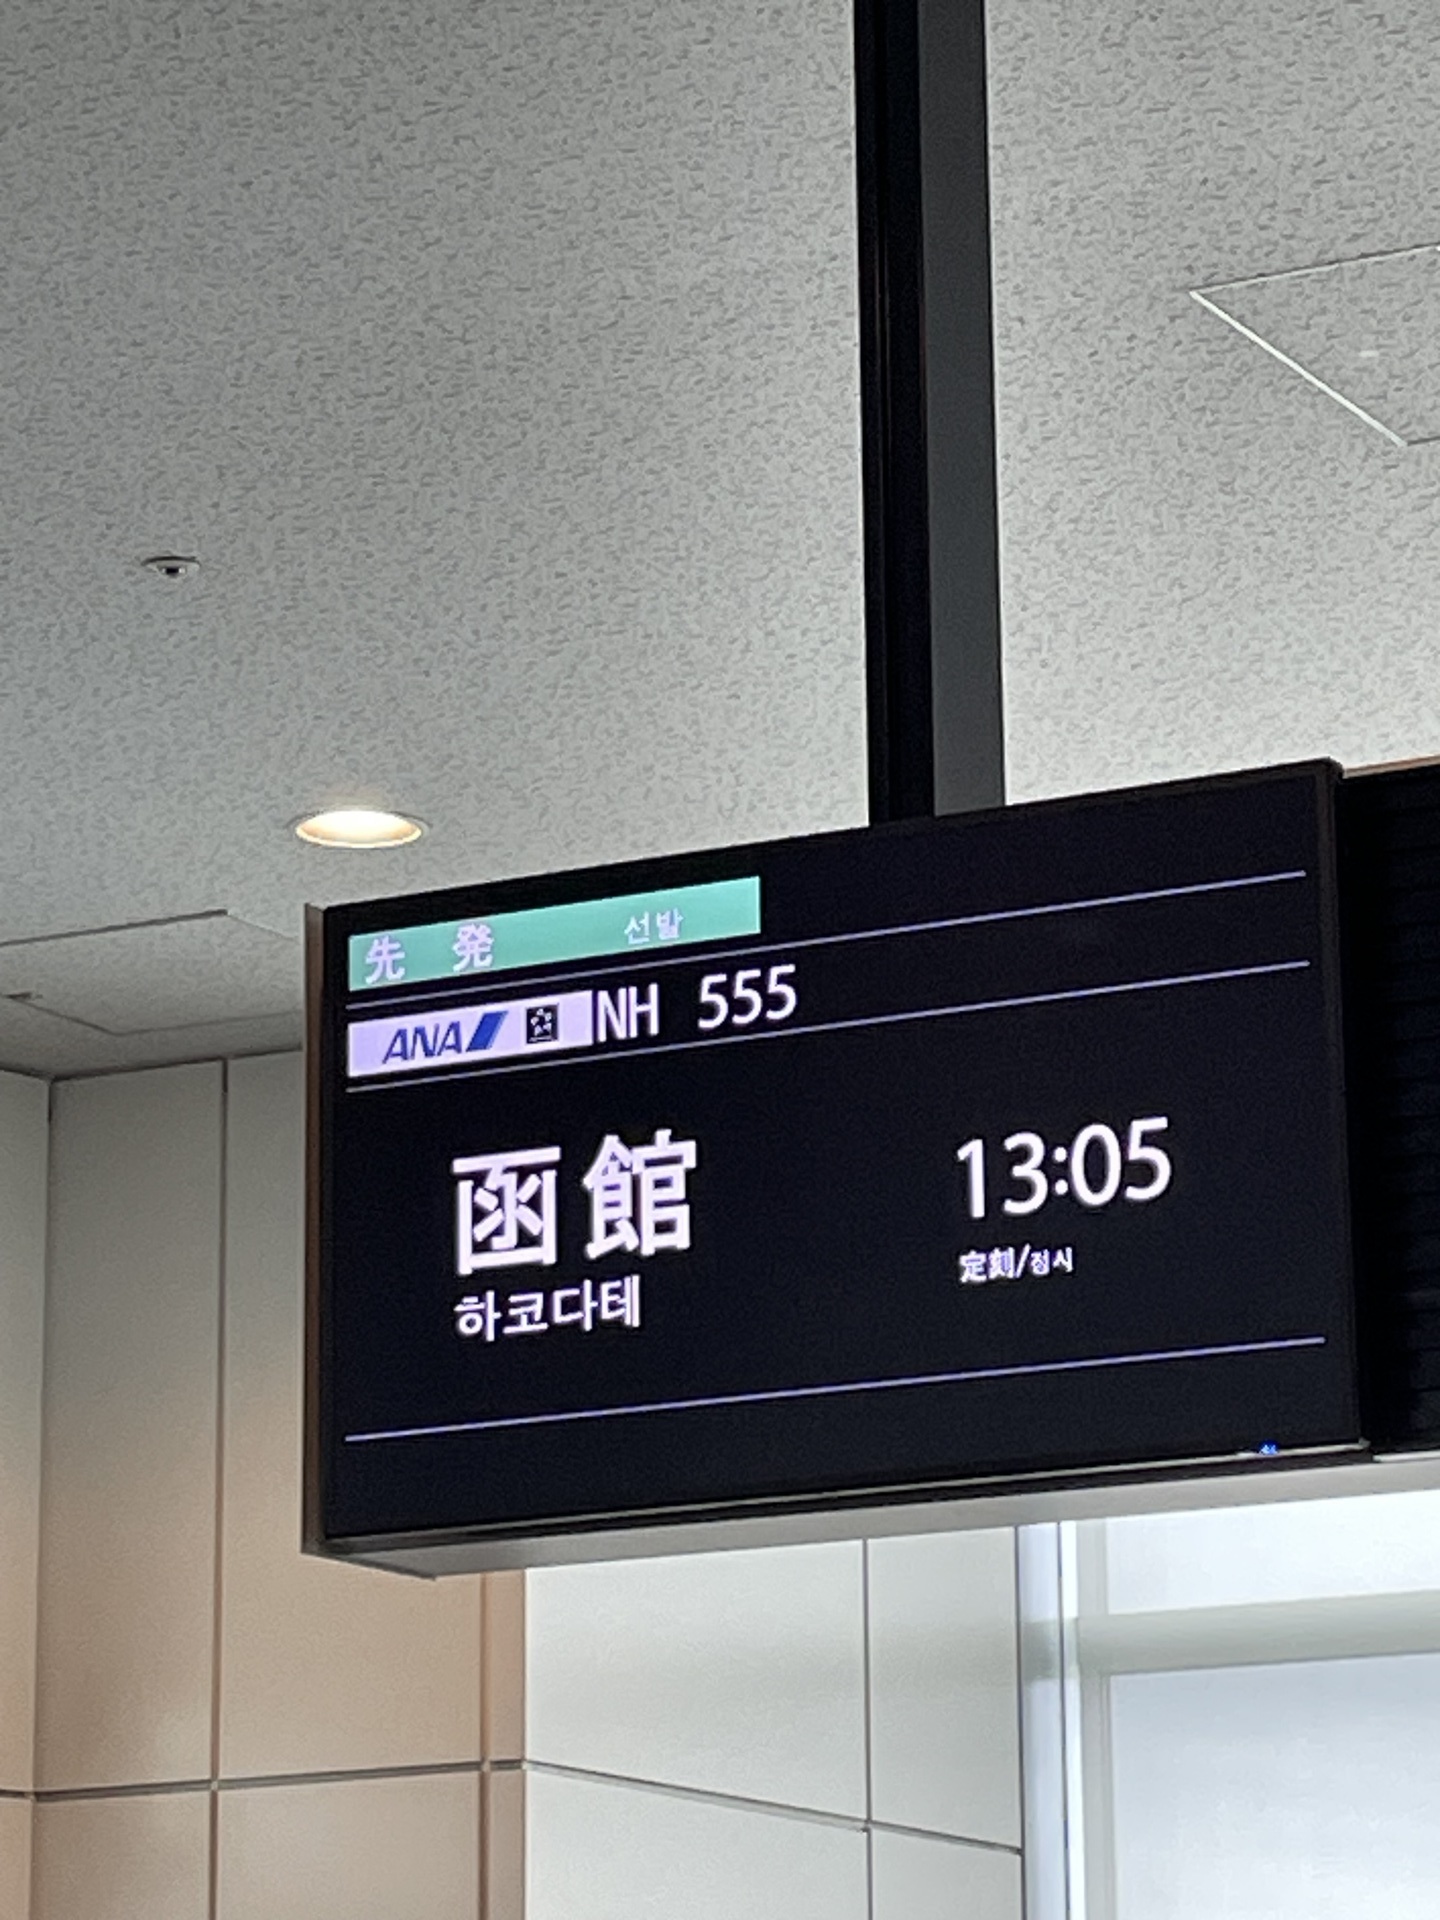 先 発 선발
ANA NH 555
函館 13:05
하코다테 定刻/정시